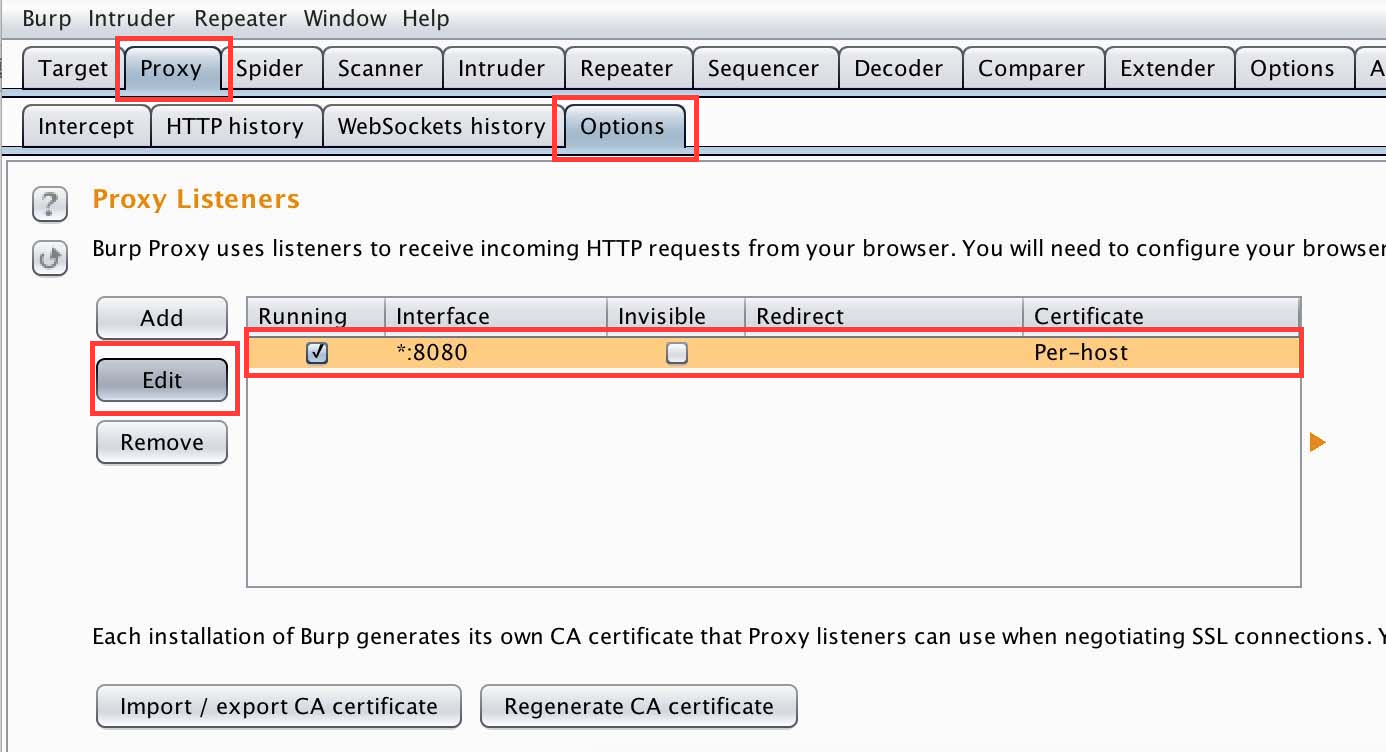 Burp Intruder Repeater Window Help
Target Proxy Spider Scanner Intruder Repeater Sequencer Decoder Comparer Extender Options A
Intercept HTTP history WebSockets history Options
? Proxy Listeners
Burp Proxy uses listeners to receive incoming HTTP requests from your browser. You will need to configure your browser
Add Running Interface Invisible Redirect Certificate
*:8080 Per-host
Edit
Remove
Each installation of Burp generates its own CA certificate that Proxy listeners can use when negotiating SSL connections. Y
Import / export CA certificate Regenerate CA certificate